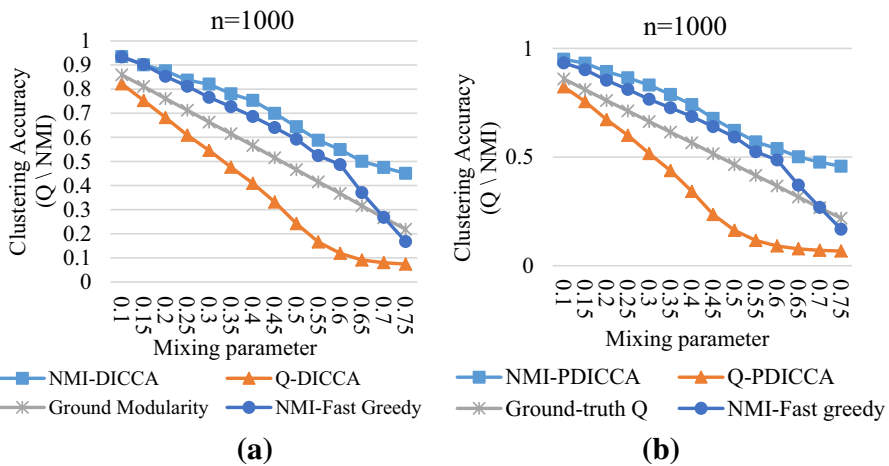 n=1000
Clustering Accuracy
(Q \ NMI)
1
0.9
0.8
0.7
0.6
0.5
0.4
0.3
0.2
0.1
0
0.1 0.15 0.2 0.25 0.3 0.35 0.4 0.45 0.5 0.55 0.6 0.65 0.7 0.75
Mixing parameter
NMI-DICCA Q-DICCA
Ground Modularity NMI-Fast Greedy
(a)
n=1000
Clustering Accuracy
(Q \ NMI)
1
0.5
0
0.1 0.15 0.2 0.25 0.3 0.35 0.4 0.45 0.5 0.55 0.6 0.65 0.7 0.75
Mixing parameter
NMI-PDICCA Q-PDICCA
Ground-truth Q NMI-Fast greedy
(b)